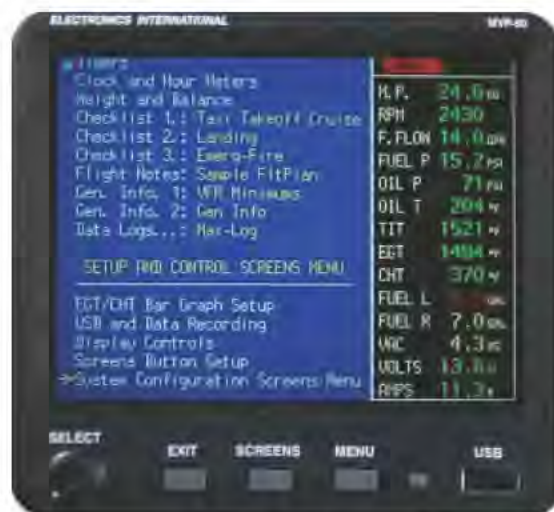 ELECTRONICS INTERNATIONAL
MVP-50
Timers
Clock and Hour Meters
Weight and Balance
Checklist 1.: Taxi Takeoff Cruise
Checklist 2.: Landing
Checklist 3.: Emerg-Fire
Flight Notes: Sample FltPlan
Gen. Info. 1: VFR Minimums
Gen. Info. 2: Gen Info
Data Logs...: Max-Log
SETUP AND CONTROL SCREENS MENU
EGT/CHT Bar Graph Setup
USB and Data Recording
Display Controls
Screens Button Setup
→System Configuration Screens Menu
M.P. 24.6
RPM 2430
F.FLOW 14.0
FUEL P 15.2 PSI
OIL P 71 PSI
OIL T 204 °F
TIT 1521 °F
EGT 1484 °F
CHT 370 °F
FUEL L
FUEL R 7.0
VAC 4.3
VOLTS 13.8
AMPS 11.3
SELECT
EXIT
SCREENS
MENU
USB